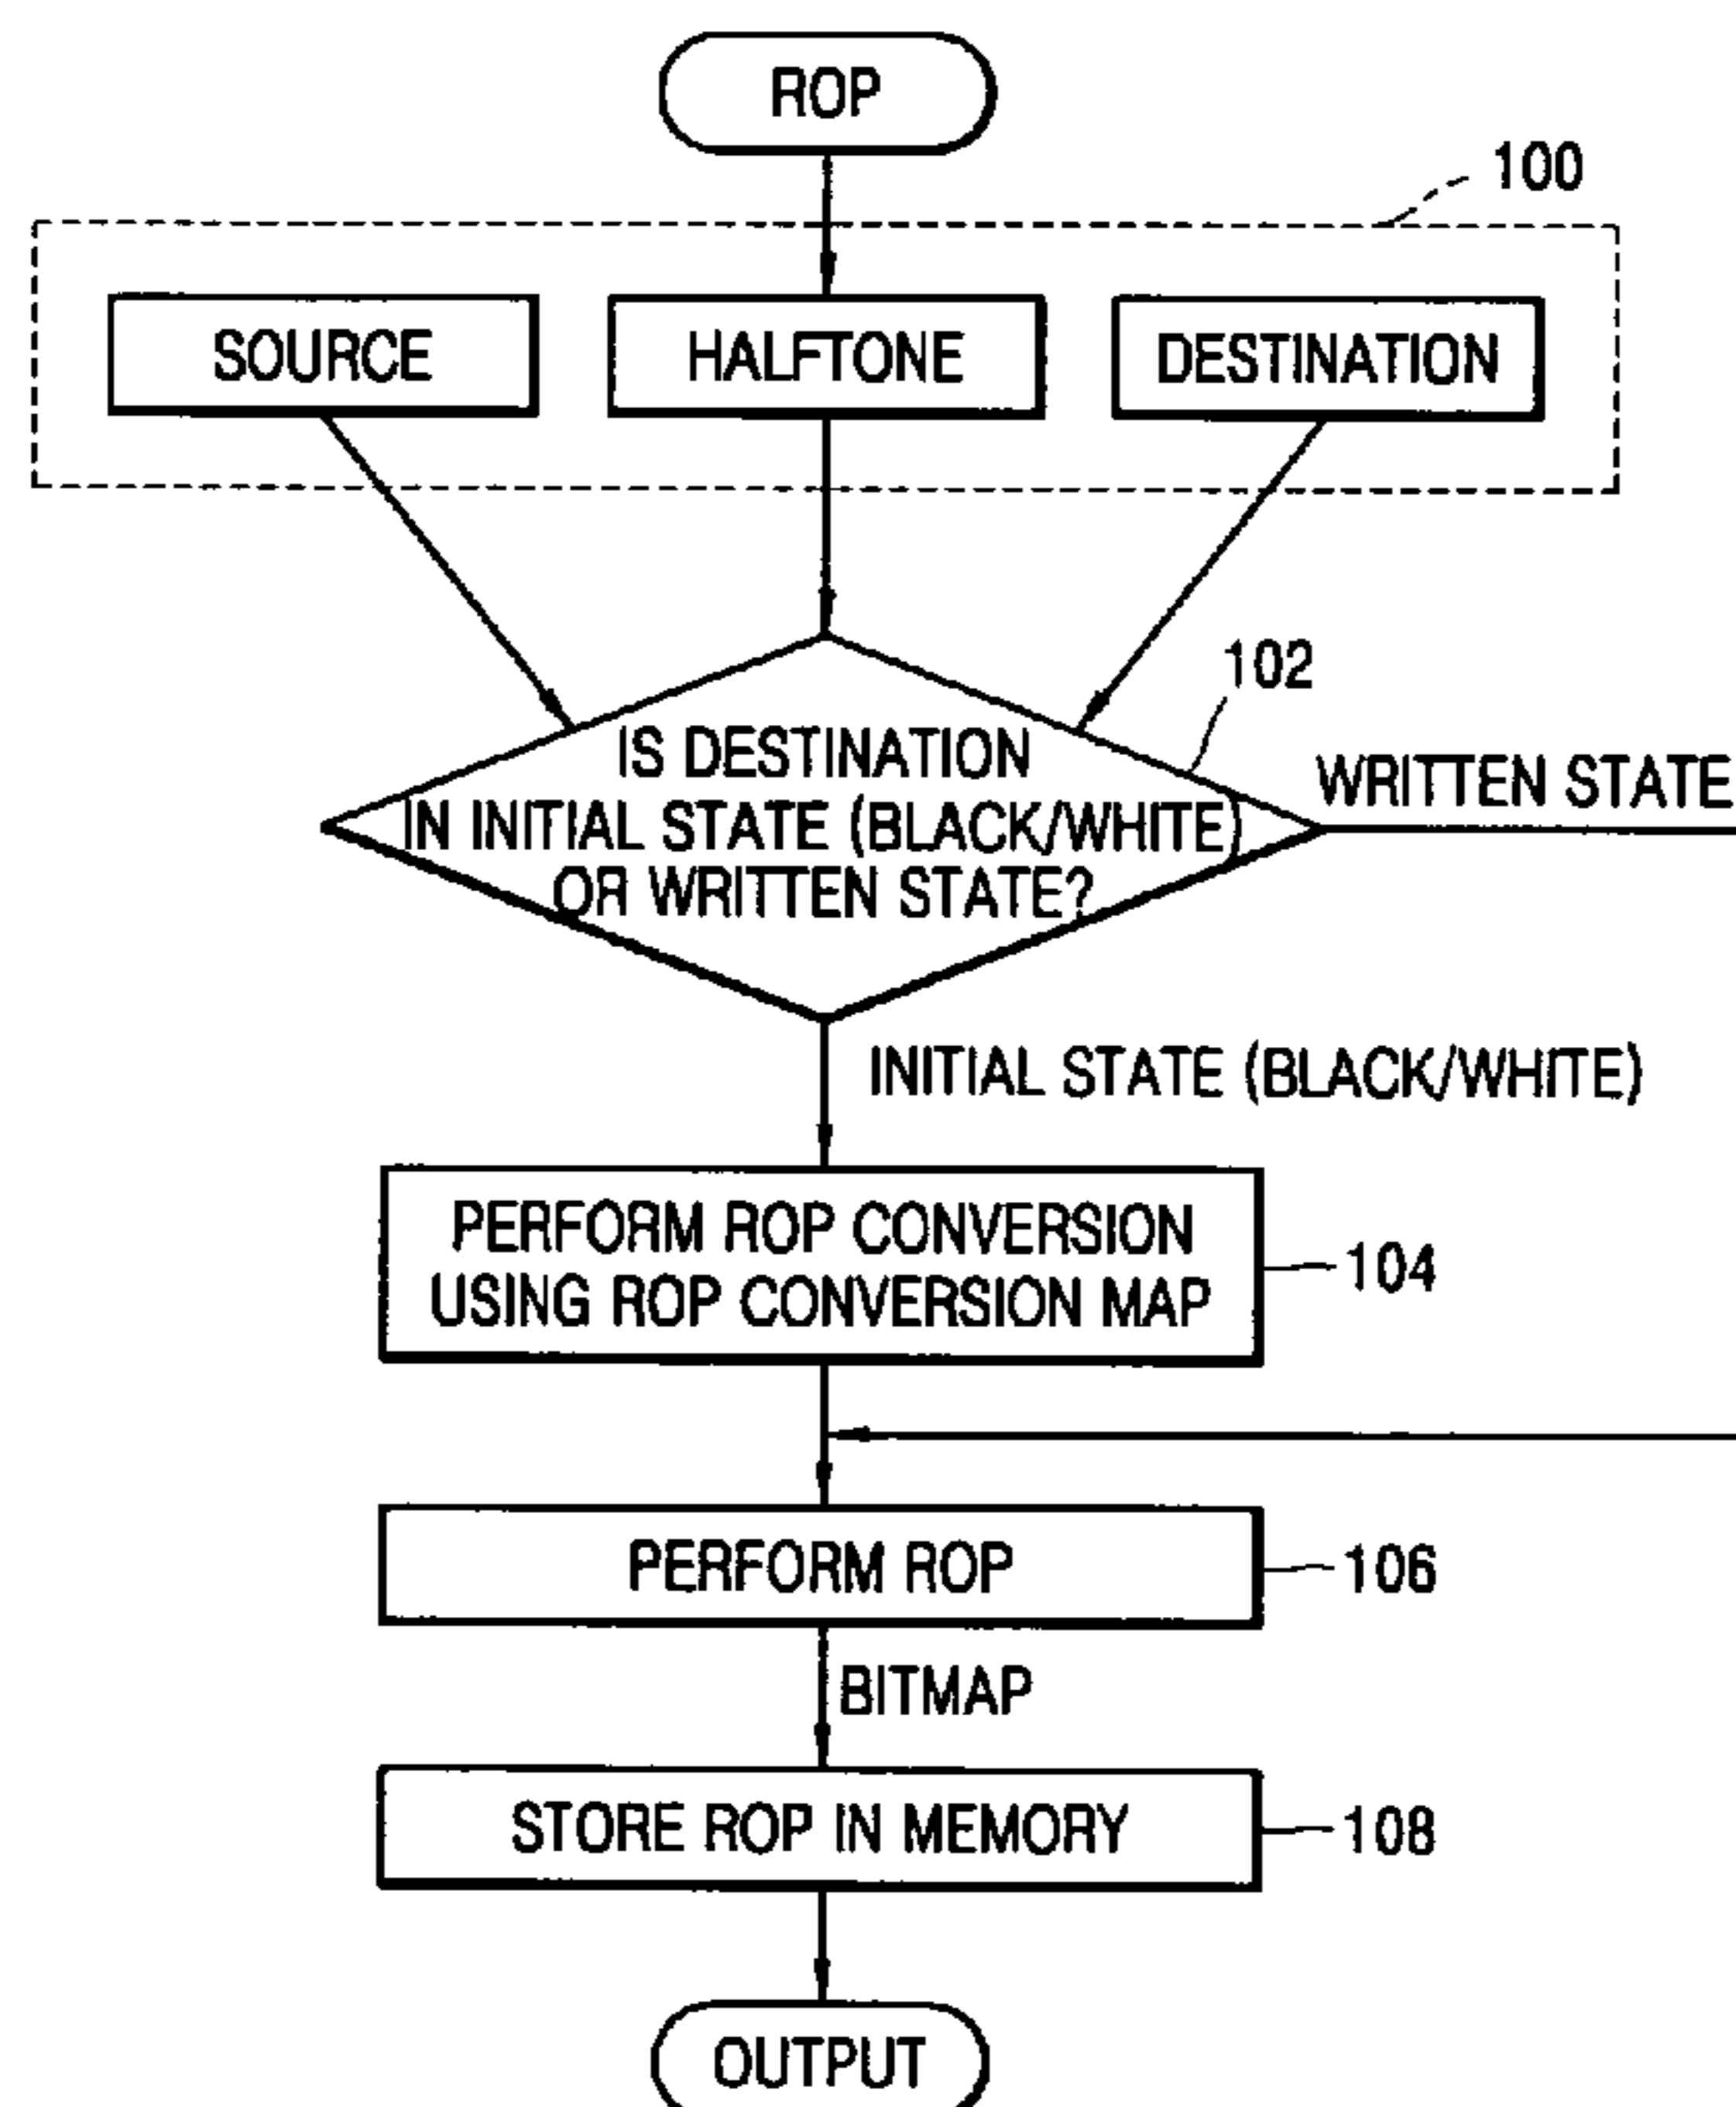 ROP
100
SOURCE
HALFTONE
DESTINATION
102
IS DESTINATION
IN INITIAL STATE (BLACK/WHITE)
OR WRITTEN STATE?
WRITTEN STATE
INITIAL STATE (BLACK/WHITE)
PERFORM ROP CONVERSION
USING ROP CONVERSION MAP
104
PERFORM ROP
106
BITMAP
STORE ROP IN MEMORY
108
OUTPUT